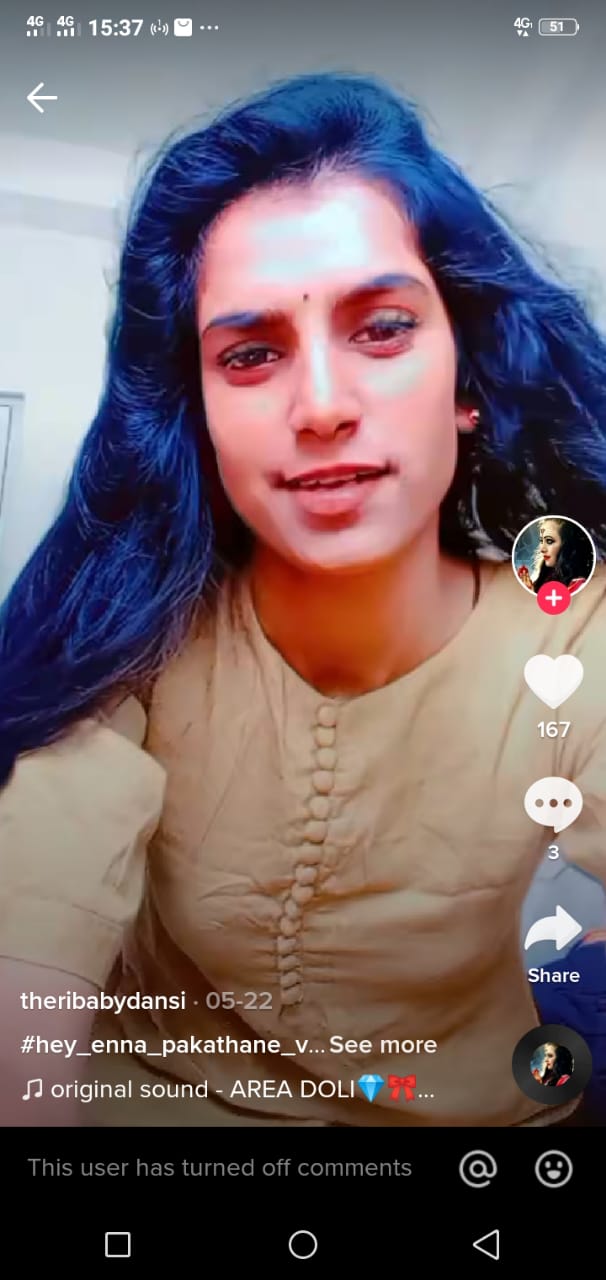 4G 4G 15:37 4G 51
167
3
Share
theribabydansi · 05-22
#hey_enna_pakathane_v... See more
original sound - AREA DOLI💎🎀...
This user has turned off comments